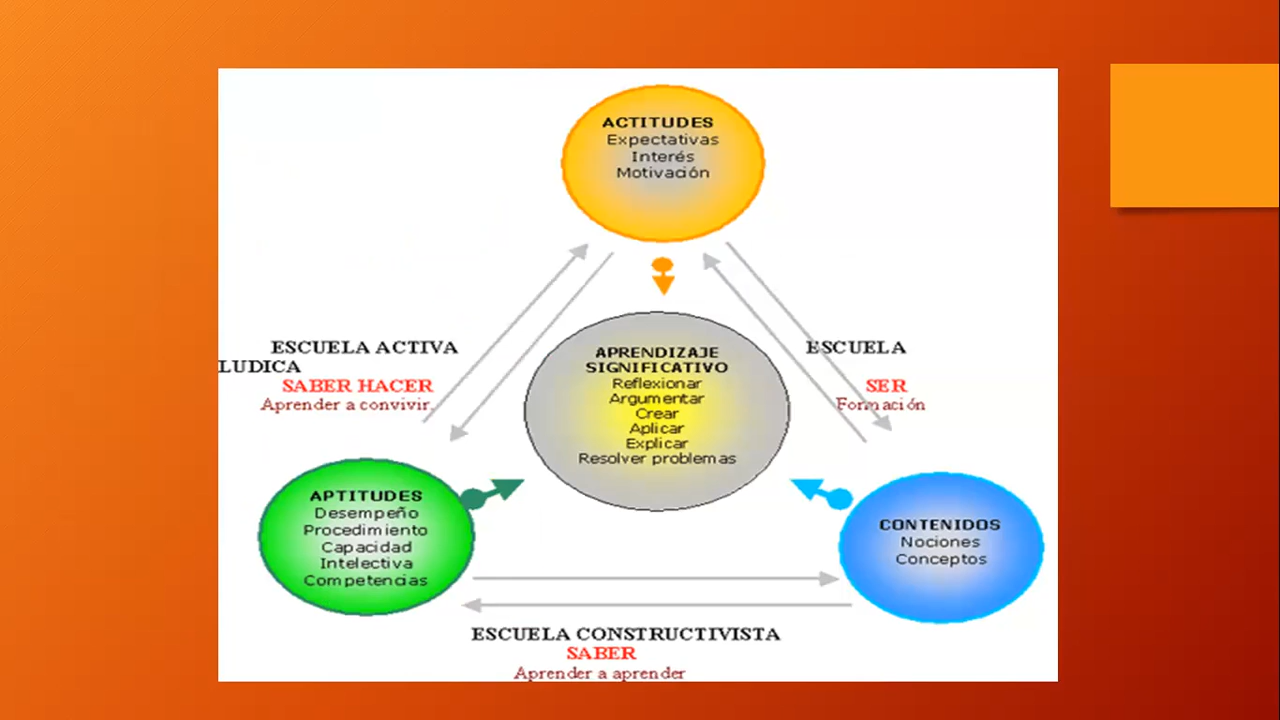 ACTITUDES
Expectativas
Interés
Motivación
ESCUELA ACTIVA
LUDICA
SABER HACER
Aprender a convivir
APRENDIZAJE
SIGNIFICATIVO
Reflexionar
Argumentar
Crear
Aplicar
Explicar
Resolver problemas
ESCUELA
SER
Formación
APTITUDES
Desempeño
Procedimiento
Capacidad
Intelectiva
Competencias
CONTENIDOS
Nociones
Conceptos
ESCUELA CONSTRUCTIVISTA
SABER
Aprender a aprender